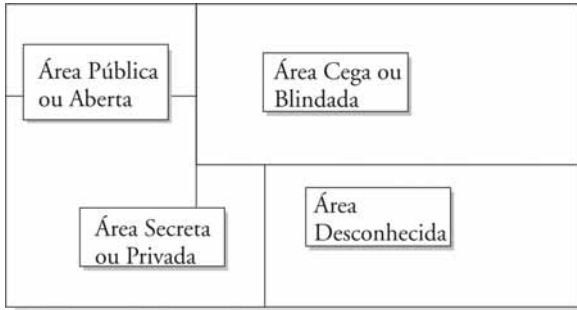 Área Pública
ou Aberta
Área Cega ou
Blindada
Área Secreta
ou Privada
Área
Desconhecida